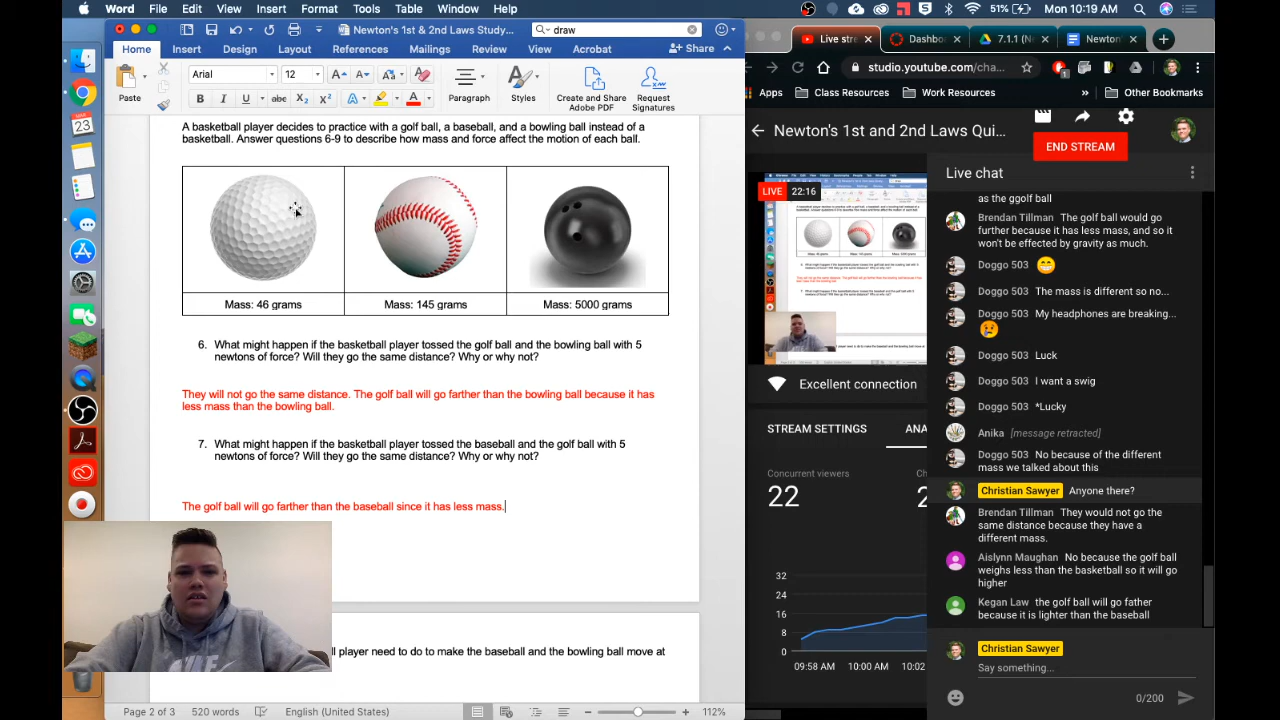 Word File Edit View Insert Format Tools Table Window Help
51% Mon 10:19 AM
Newton's 1st & 2nd Laws Study...
draw
Home Insert Draw Design Layout References Mailings Review View Acrobat Share
Paste
Arial 12
Paragraph Styles Create and Share Adobe PDF Request Signatures
A basketball player decides to practice with a golf ball, a baseball, and a bowling ball instead of a
basketball. Answer questions 6-9 to describe how mass and force affect the motion of each ball.
Mass: 46 grams Mass: 145 grams Mass: 5000 grams
6. What might happen if the basketball player tossed the golf ball and the bowling ball with 5
newtons of force? Will they go the same distance? Why or why not?
They will not go the same distance. The golf ball will go farther than the bowling ball because it has
less mass than the bowling ball.
7. What might happen if the basketball player tossed the baseball and the golf ball with 5
newtons of force? Will they go the same distance? Why or why not?
The golf ball will go farther than the baseball since it has less mass.
ll player need to do to make the baseball and the bowling ball move at
Page 2 of 3 520 words English (United States) 112%
Live stre Dashbo 7.1.1 (N Newton
studio.youtube.com/cha...
Apps Class Resources Work Resources » Other Bookmarks
Newton's 1st and 2nd Laws Qui...
END STREAM
LIVE 22:16
Excellent connection
STREAM SETTINGS ANA
Concurrent viewers
22
32
24
16
8
0
09:58 AM 10:00 AM 10:02
Live chat
as the ggolf ball
Brendan Tillman The golf ball would go
further because it has less mass, and so it
won't be effected by gravity as much.
Doggo 503 😁
Doggo 503 The mass is different so no...
Doggo 503 My headphones are breaking...
😢
Doggo 503 Luck
Doggo 503 I want a swig
Doggo 503 *Lucky
Anika [message retracted]
Doggo 503 No because of the different
mass we talked about this
Christian Sawyer Anyone there?
Brendan Tillman They would not go the
same distance because they have a
different mass.
Aislynn Maughan No because the golf ball
weighs less than the basketball so it will go
higher
Kegan Law the golf ball will go father
because it is lighter than the baseball
Christian Sawyer
Say something...
0/200